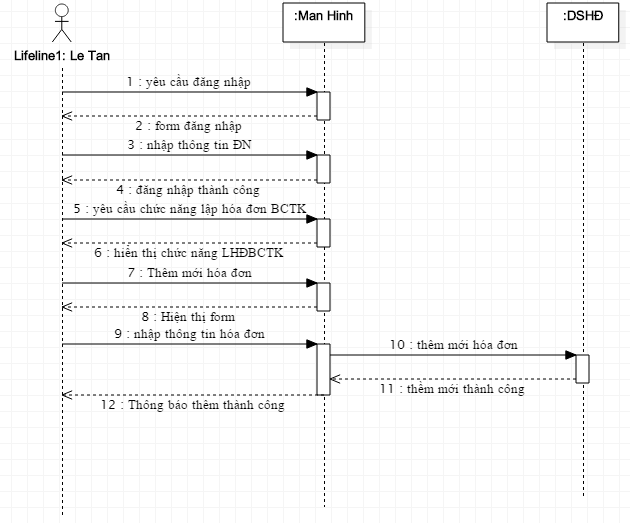 :Man Hinh
:DSHĐ
Lifeline1: Le Tan
1 : yêu cầu đăng nhập
2 : form đăng nhập
3 : nhập thông tin ĐN
4 : đăng nhập thành công
5 : yêu cầu chức năng lập hóa đơn BCTK
6 : hiển thị chức năng LHĐBCTK
7 : Thêm mới hóa đơn
8 : Hiện thị form
9 : nhập thông tin hóa đơn
10 : thêm mới hóa đơn
11 : thêm mới thành công
12 : Thông báo thêm thành công